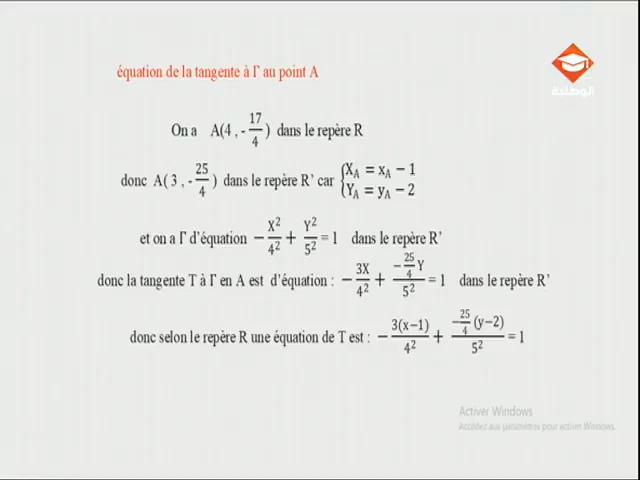 équation de la tangente à Γ au point A
الوطنية
On a A(4 , - 17/4 ) dans le repère R
donc A( 3 , - 25/4 ) dans le repère R' car { X_A = x_A − 1
Y_A = y_A − 2
et on a Γ d'équation − X²/4² + Y²/5² = 1 dans le repère R'
donc la tangente T à Γ en A est d'équation : − 3X/4² + (− 25/4 Y)/5² = 1 dans le repère R'
donc selon le repère R une équation de T est : − 3(x−1)/4² + (− 25/4 (y−2))/5² = 1
Activer Windows
Accédez aux paramètres pour activer Windows.